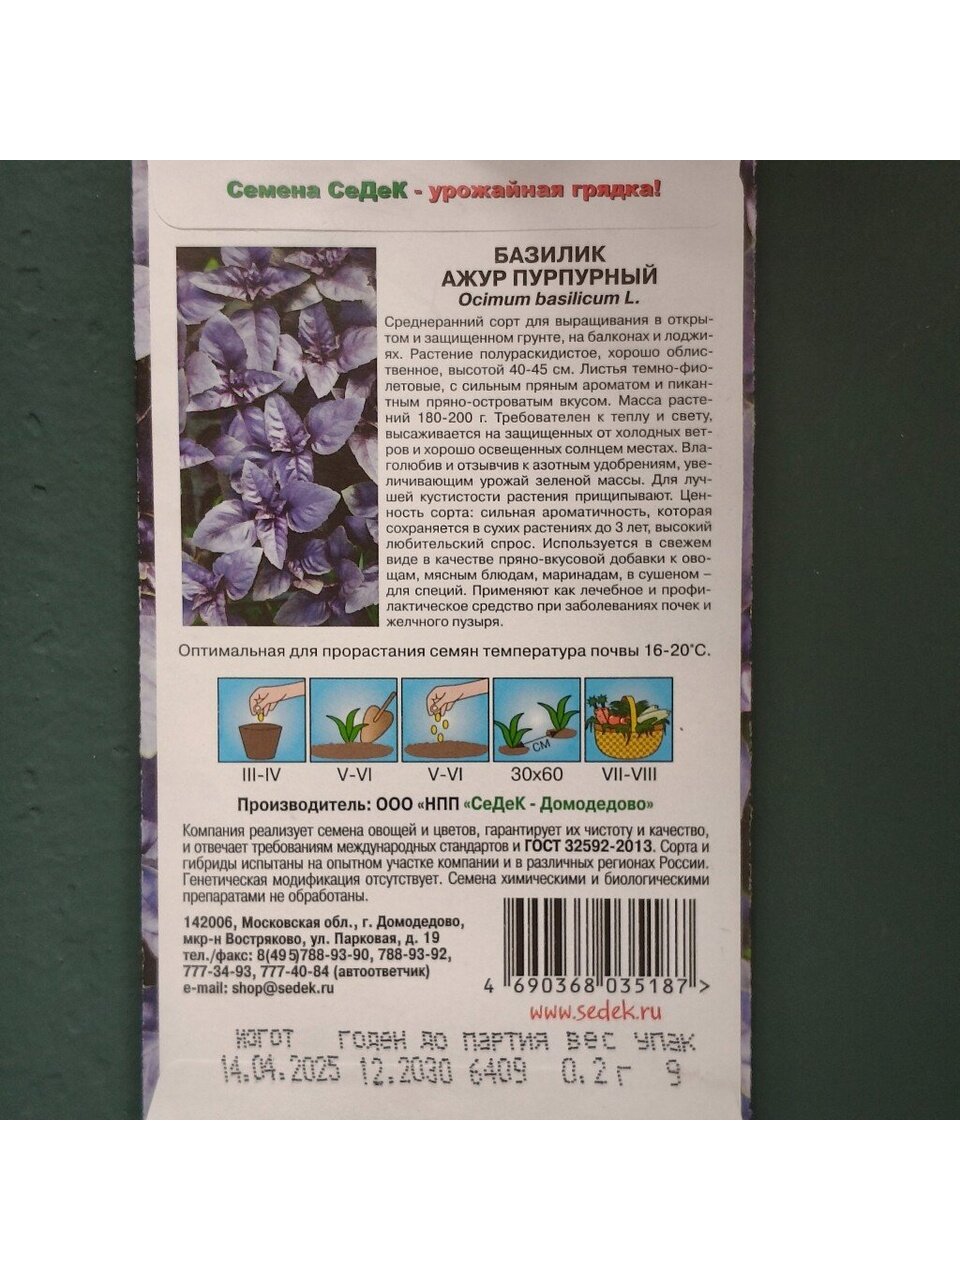 Семена СеДеК - урожайная грядка!
БАЗИЛИК
АЖУР ПУРПУРНЫЙ
Ocimum basilicum L.
Среднеранний сорт для выращивания в откры-
том и защищенном грунте, на балконах и лоджи-
ях. Растение полураскидистое, хорошо облис-
твенное, высотой 40-45 см. Листья темно-фио-
летовые, с сильным пряным ароматом и пикан-
тным пряно-островатым вкусом. Масса расте-
ний 180-200 г. Требователен к теплу и свету,
высаживается на защищенных от холодных вет-
ров и хорошо освещенных солнцем местах. Вла-
голюбив и отзывчив к азотным удобрениям, уве-
личивающим урожай зеленой массы. Для луч-
шей кустистости растения прищипывают. Цен-
ность сорта: сильная ароматичность, которая
сохраняется в сухих растениях до 3 лет, высокий
любительский спрос. Используется в свежем
виде в качестве пряно-вкусовой добавки к ово-
щам, мясным блюдам, маринадам, в сушеном –
для специй. Применяют как лечебное и профи-
лактическое средство при заболеваниях почек и
желчного пузыря.
Оптимальная для прорастания семян температура почвы 16-20°С.
см
III-IV V-VI V-VI 30х60 VII-VIII
Производитель: ООО «НПП «СеДеК - Домодедово»
Компания реализует семена овощей и цветов, гарантирует их чистоту и качество,
и отвечает требованиям международных стандартов и ГОСТ 32592-2013. Сорта и
гибриды испытаны на опытном участке компании и в различных регионах России.
Генетическая модификация отсутствует. Семена химическими и биологическими
препаратами не обработаны.
142006, Московская обл., г. Домодедово,
мкр-н Востряково, ул. Парковая, д. 19
тел./факс: 8(495)788-93-90, 788-93-92,
777-34-93, 777-40-84 (автоответчик)
e-mail: shop@sedek.ru
4 690368 035187 >
www.sedek.ru
ИЗГОТ ГОДЕН ДО ПАРТИЯ ВЕС УПАК
14.04.2025 12.2030 6409 0.2г 9